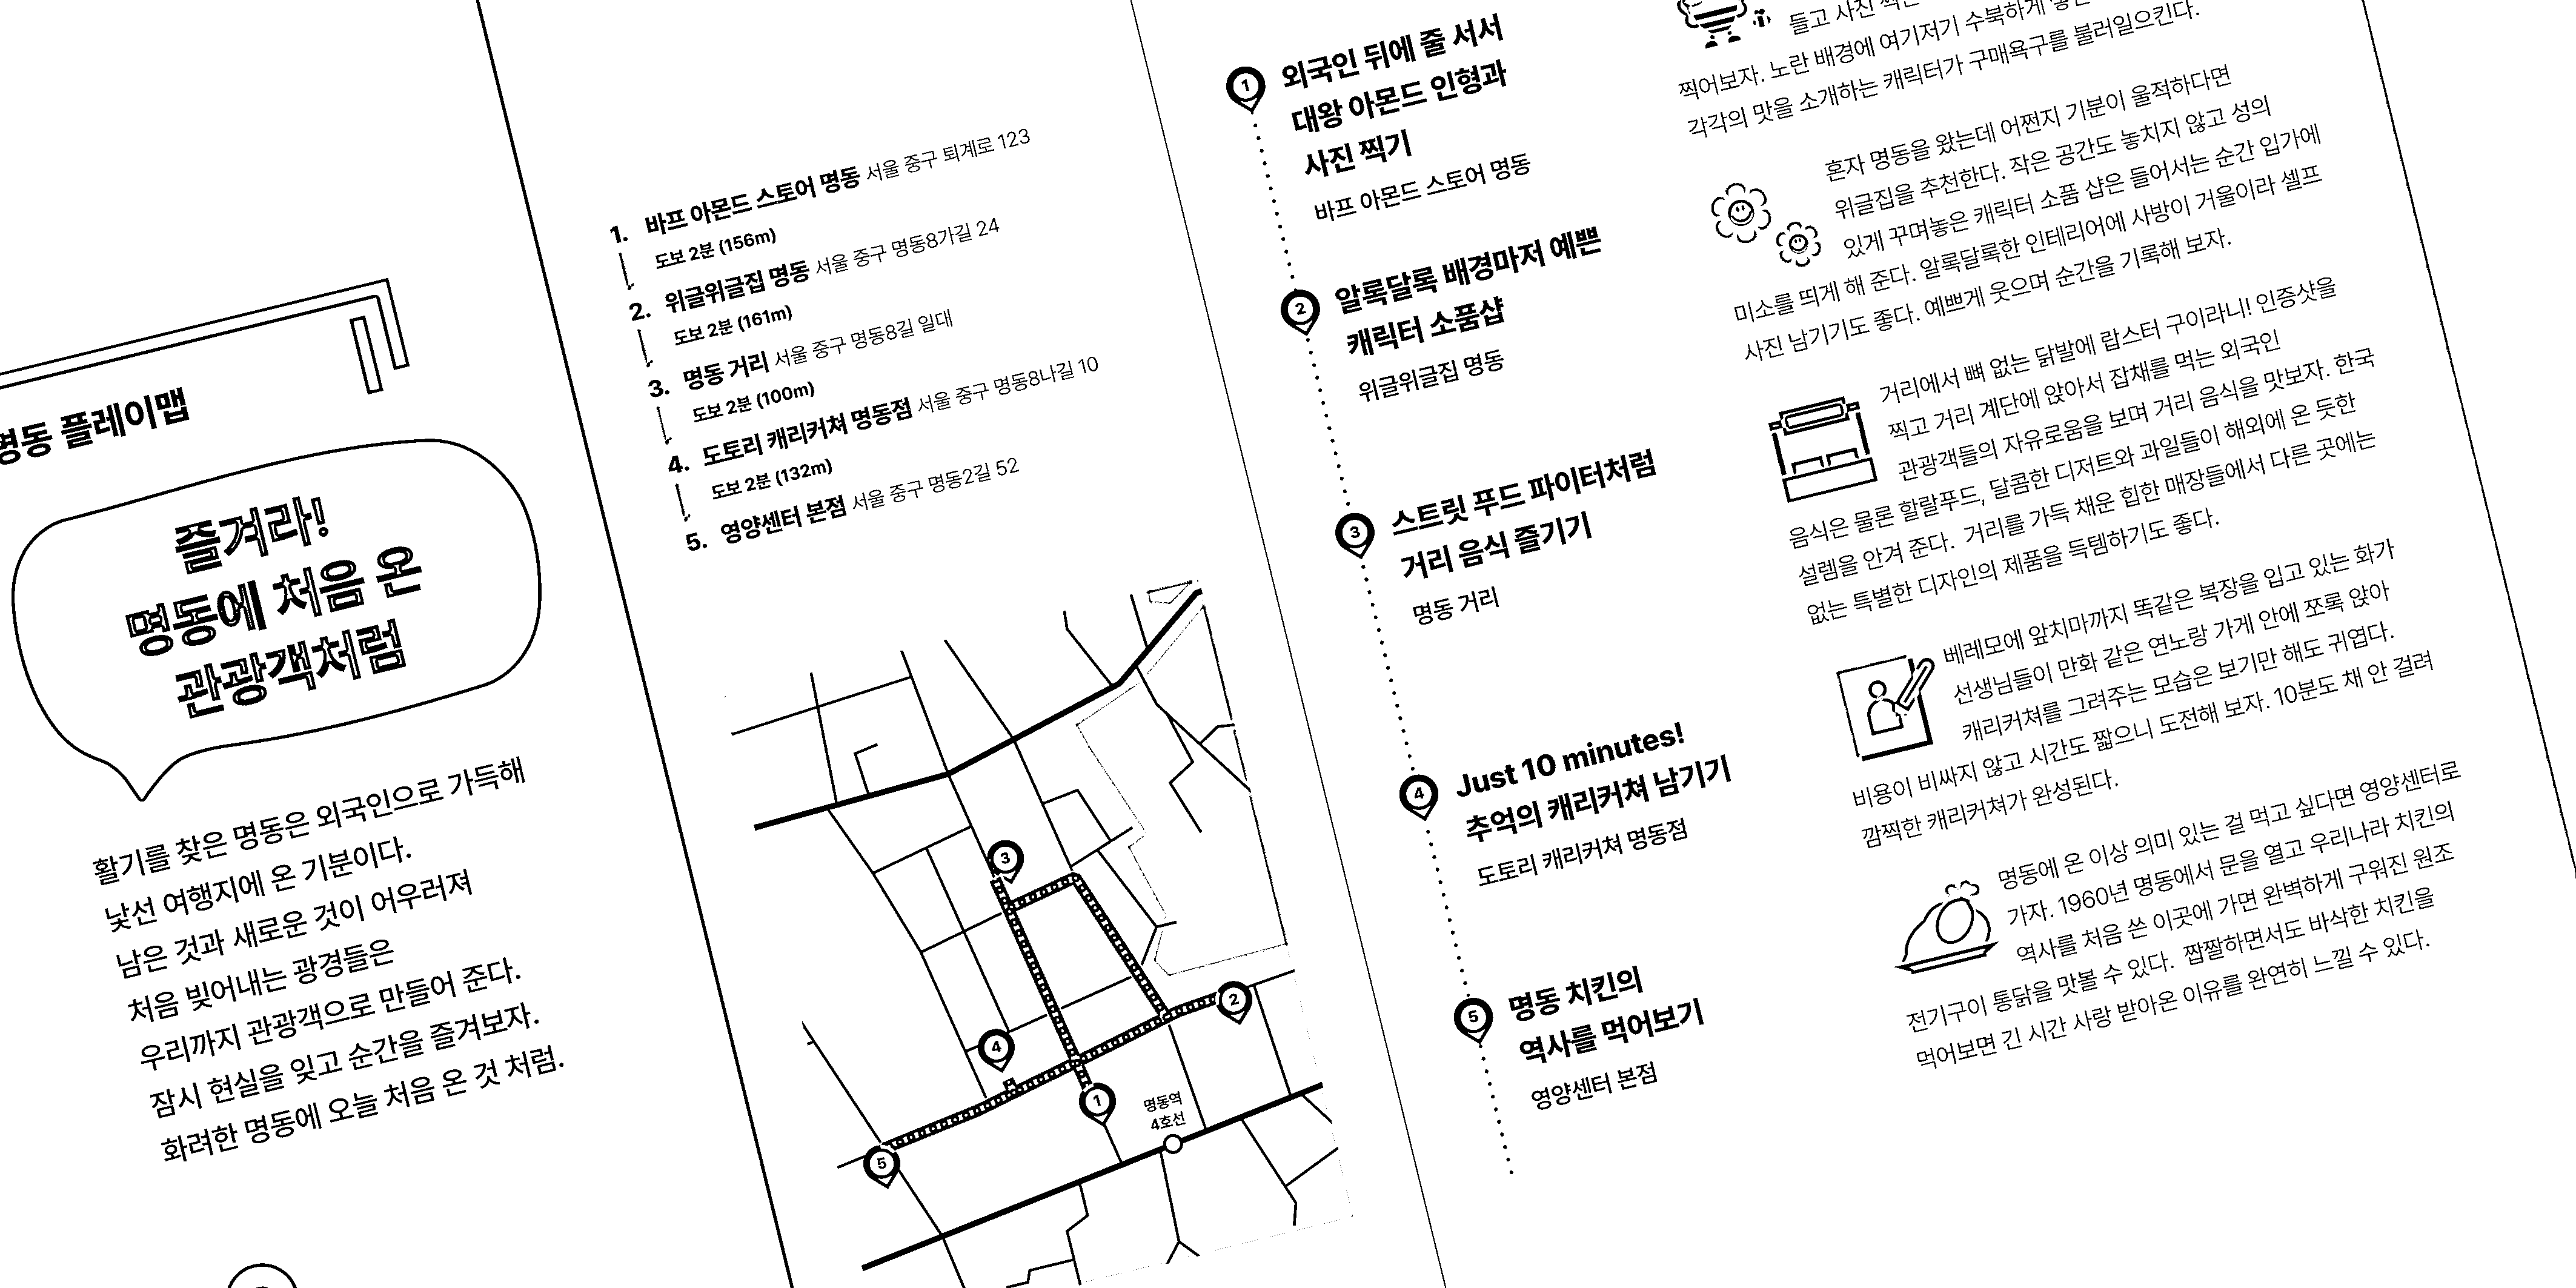 명동 플레이맵
즐겨라!
명동에 처음 온
관광객처럼
활기를 찾은 명동은 외국인으로 가득해
낯선 여행지에 온 기분이다.
남은 것과 새로운 것이 어우러져
처음 빚어내는 광경들은
우리까지 관광객으로 만들어 준다.
잠시 현실을 잊고 순간을 즐겨보자.
화려한 명동에 오늘 처음 온 것 처럼.
1. 바프 아몬드 스토어 명동 서울 중구 퇴계로 123
도보 2분 (156m)
2. 위글위글집 명동 서울 중구 명동8가길 24
도보 2분 (161m)
3. 명동 거리 서울 중구 명동8길 일대
도보 2분 (100m)
4. 도토리 캐리커쳐 명동점 서울 중구 명동8나길 10
도보 2분 (132m)
5. 영양센터 본점 서울 중구 명동2길 52
3
2
4
1
명동역
4호선
5
1 외국인 뒤에 줄 서서
대왕 아몬드 인형과
사진 찍기
바프 아몬드 스토어 명동
2 알록달록 배경마저 예쁜
캐릭터 소품샵
위글위글집 명동
3 스트릿 푸드 파이터처럼
거리 음식 즐기기
명동 거리
4 Just 10 minutes!
추억의 캐리커쳐 남기기
도토리 캐리커쳐 명동점
5 명동 치킨의
역사를 먹어보기
영양센터 본점
들고 사진
찍어보자. 노란 배경에 여기저기 수북하게
각각의 맛을 소개하는 캐릭터가 구매욕구를 불러일으킨다.
혼자 명동을 왔는데 어쩐지 기분이 울적하다면
위글집을 추천한다. 작은 공간도 놓치지 않고 성의
있게 꾸며놓은 캐릭터 소품 샵은 들어서는 순간 입가에
미소를 띄게 해 준다. 알록달록한 인테리어에 사방이 거울이라 셀프
사진 남기기도 좋다. 예쁘게 웃으며 순간을 기록해 보자.
거리에서 뼈 없는 닭발에 랍스터 구이라니! 인증샷을
찍고 거리 계단에 앉아서 잡채를 먹는 외국인
관광객들의 자유로움을 보며 거리 음식을 맛보자. 한국
음식은 물론 할랄푸드, 달콤한 디저트와 과일들이 해외에 온 듯한
설렘을 안겨 준다. 거리를 가득 채운 힙한 매장들에서 다른 곳에는
없는 특별한 디자인의 제품을 득템하기도 좋다.
베레모에 앞치마까지 똑같은 복장을 입고 있는 화가
선생님들이 만화 같은 연노랑 가게 안에 쪼록 앉아
캐리커쳐를 그려주는 모습은 보기만 해도 귀엽다.
비용이 비싸지 않고 시간도 짧으니 도전해 보자. 10분도 채 안 걸려
깜찍한 캐리커쳐가 완성된다.
명동에 온 이상 의미 있는 걸 먹고 싶다면 영양센터로
가자. 1960년 명동에서 문을 열고 우리나라 치킨의
역사를 처음 쓴 이곳에 가면 완벽하게 구워진 원조
전기구이 통닭을 맛볼 수 있다. 짭짤하면서도 바삭한 치킨을
먹어보면 긴 시간 사랑 받아온 이유를 완연히 느낄 수 있다.